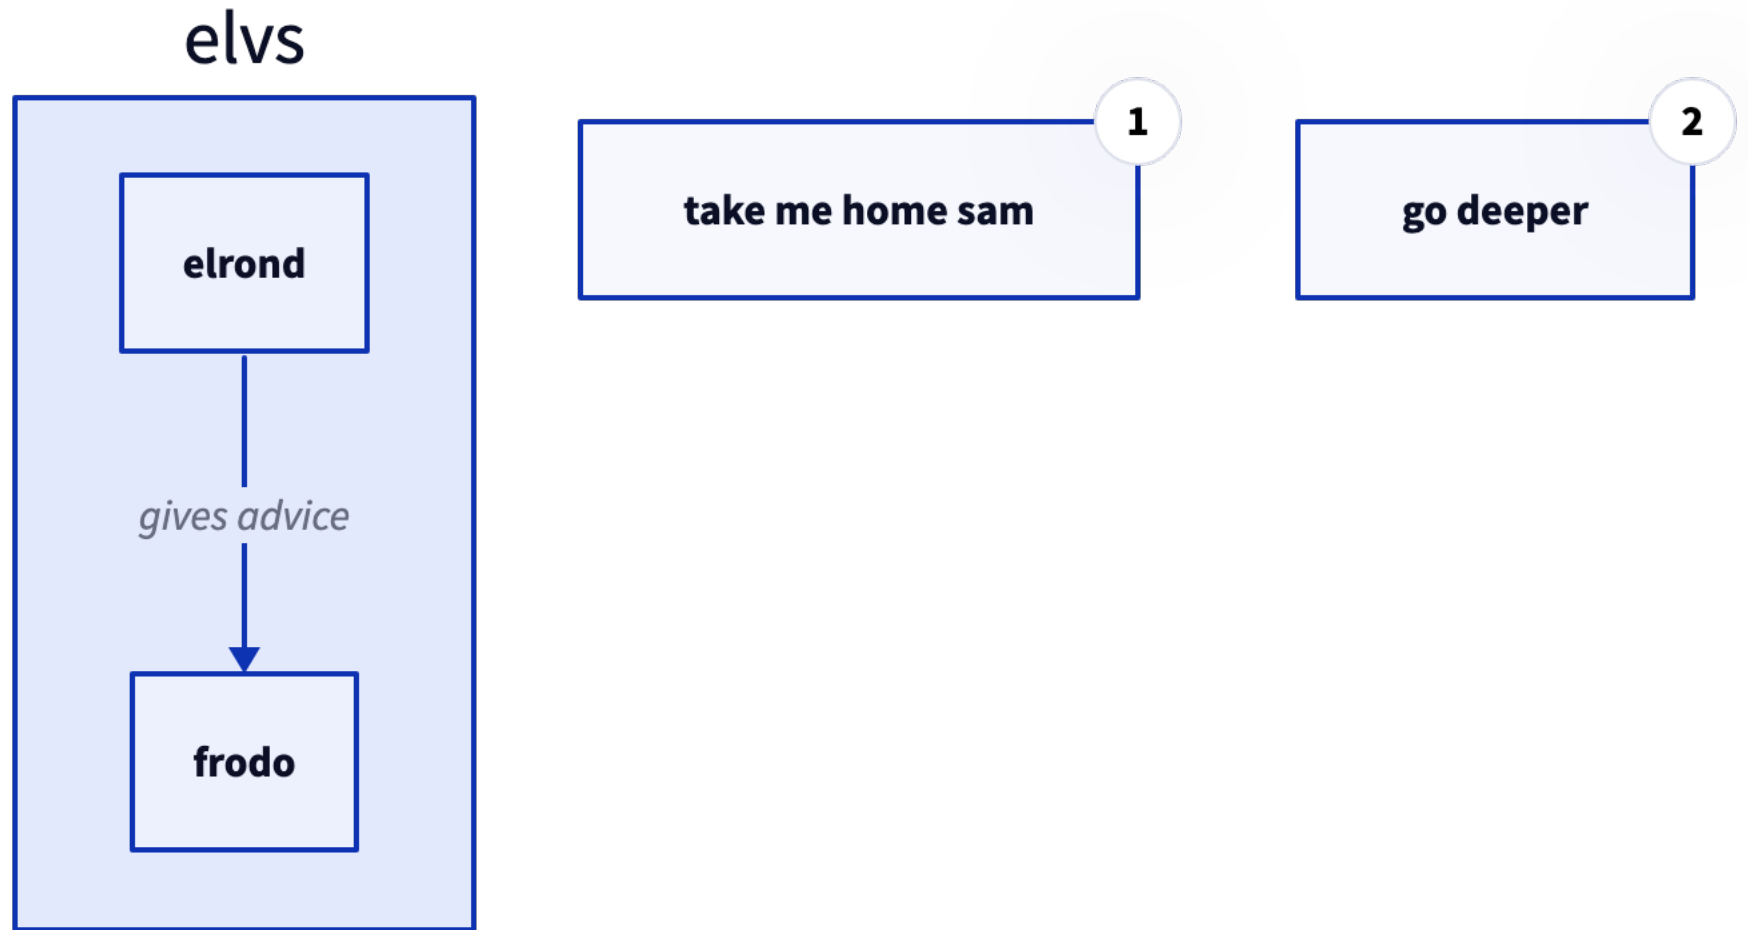 elvs
elrond
gives advice
frodo
take me home sam
1
go deeper
2